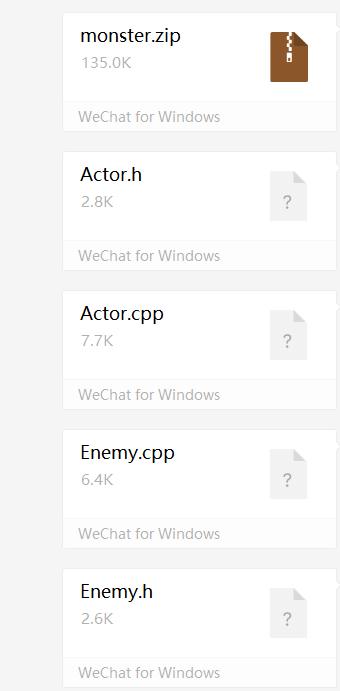 monster.zip
135.0K
WeChat for Windows
Actor.h
2.8K
?
WeChat for Windows
Actor.cpp
7.7K
?
WeChat for Windows
Enemy.cpp
6.4K
?
WeChat for Windows
Enemy.h
2.6K
?
WeChat for Windows